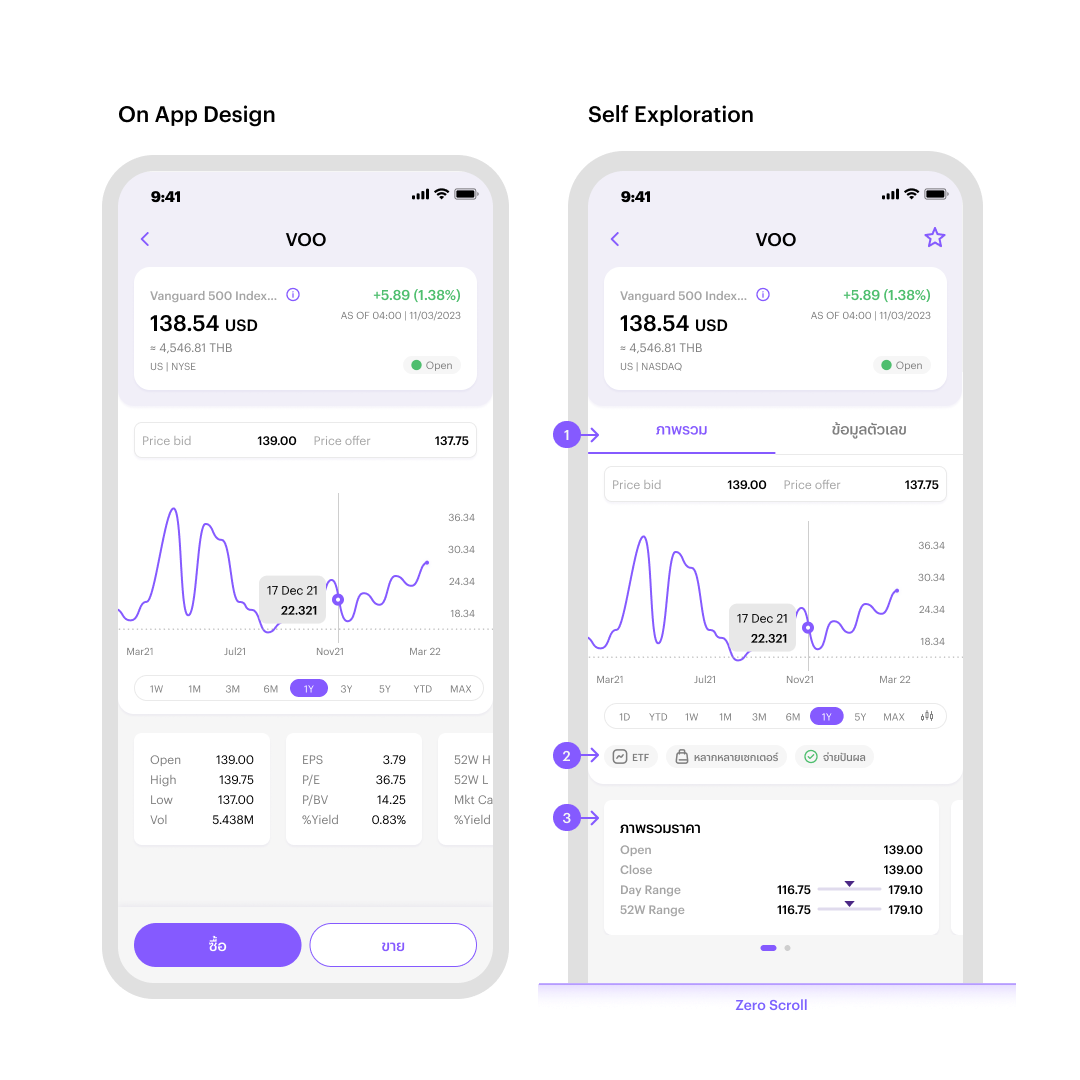 On App Design
9:41
VOO
Vanguard 500 Index...
+5.89 (1.38%)
138.54 USD
AS OF 04:00 | 11/03/2023
≈ 4,546.81 THB
US | NYSE
Open
Price bid 139.00 Price offer 137.75
36.34
30.34
24.34
18.34
17 Dec 21
22.321
Mar21 Jul21 Nov21 Mar 22
1W 1M 3M 6M 1Y 3Y 5Y YTD MAX
Open 139.00
High 139.75
Low 137.00
Vol 5.438M
EPS 3.79
P/E 36.75
P/BV 14.25
%Yield 0.83%
52W H
52W L
Mkt Ca
%Yield
ซื้อ
ขาย
Self Exploration
9:41
VOO
Vanguard 500 Index...
+5.89 (1.38%)
138.54 USD
AS OF 04:00 | 11/03/2023
≈ 4,546.81 THB
US | NASDAQ
Open
1
ภาพรวม
ข้อมูลตัวเลข
Price bid 139.00 Price offer 137.75
36.34
30.34
24.34
18.34
17 Dec 21
22.321
Mar21 Jul21 Nov21 Mar 22
1D YTD 1W 1M 3M 6M 1Y 5Y MAX
2
ETF
หลากหลายเซกเตอร์
จ่ายปันผล
3
ภาพรวมราคา
Open 139.00
Close 139.00
Day Range 116.75 179.10
52W Range 116.75 179.10
Zero Scroll